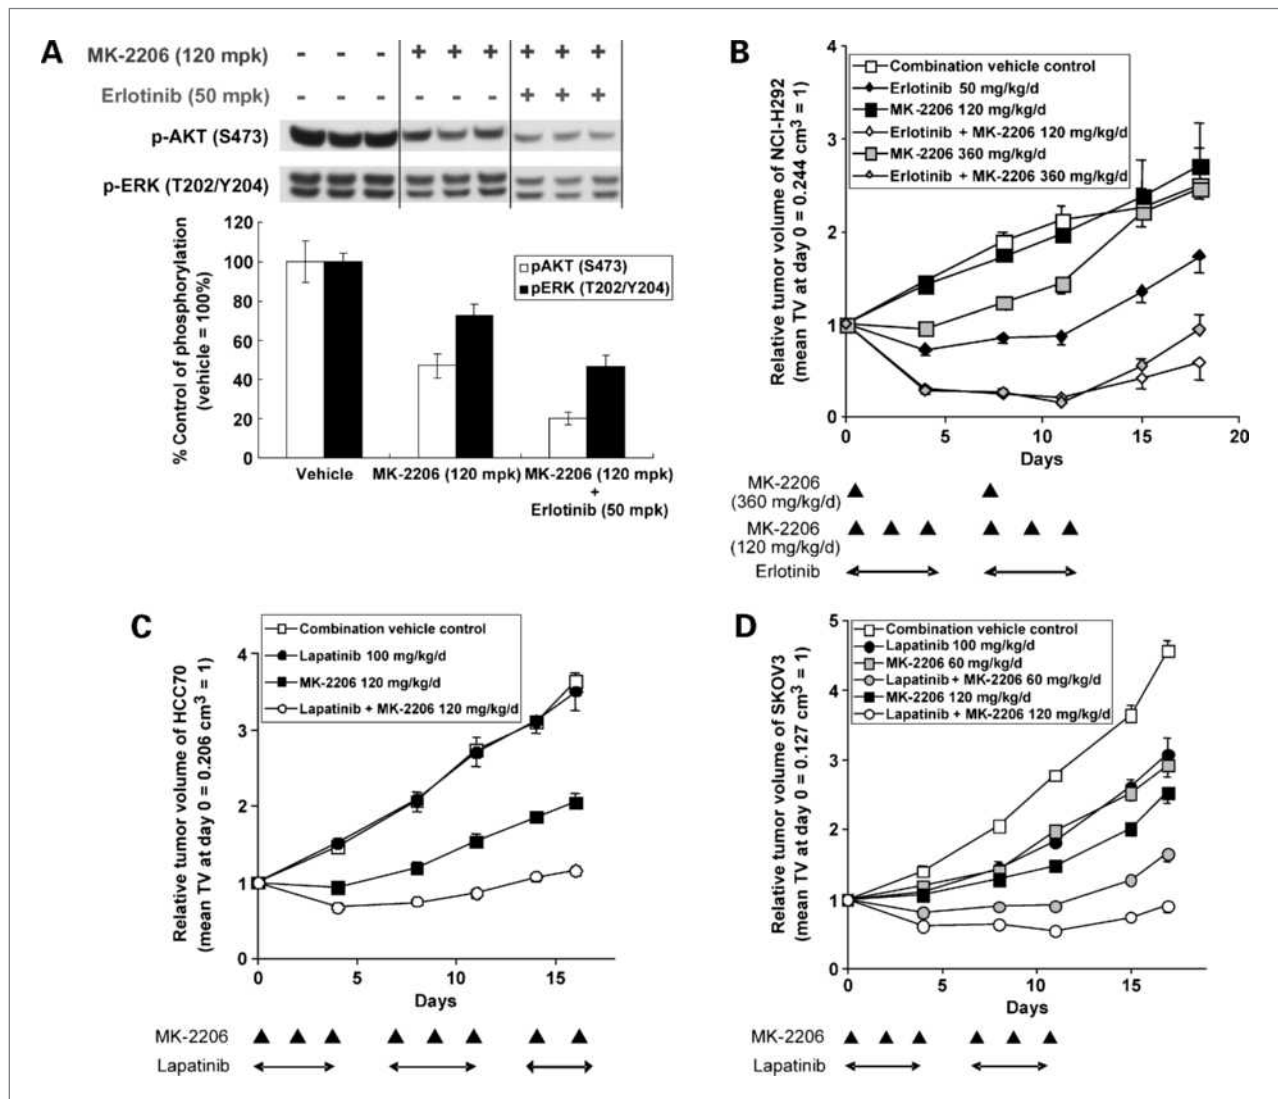 A
MK-2206 (120 mpk) - - - + + + + + +
Erlotinib (50 mpk) - - - - - - + + +
p-AKT (S473)
p-ERK (T202/Y204)
% Control of phosphorylation
(vehicle = 100%)
120
100
80
60
40
20
0
pAKT (S473)
pERK (T202/Y204)
Vehicle
MK-2206 (120 mpk)
MK-2206 (120 mpk)
+
Erlotinib (50 mpk)
B
Relative tumor volume of NCI-H292
(mean TV at day 0 = 0.244 cm³ = 1)
4
3
2
1
0
Combination vehicle control
Erlotinib 50 mg/kg/d
MK-2206 120 mg/kg/d
Erlotinib + MK-2206 120 mg/kg/d
MK-2206 360 mg/kg/d
Erlotinib + MK-2206 360 mg/kg/d
0 5 10 15 20
Days
MK-2206
(360 mg/kg/d)
MK-2206
(120 mg/kg/d)
Erlotinib
C
Relative tumor volume of HCC70
(mean TV at day 0 = 0.206 cm³ = 1)
4
3
2
1
0
Combination vehicle control
Lapatinib 100 mg/kg/d
MK-2206 120 mg/kg/d
Lapatinib + MK-2206 120 mg/kg/d
0 5 10 15
Days
MK-2206
Lapatinib
D
Relative tumor volume of SKOV3
(mean TV at day 0 = 0.127 cm³ = 1)
5
4
3
2
1
0
Combination vehicle control
Lapatinib 100 mg/kg/d
MK-2206 60 mg/kg/d
Lapatinib + MK-2206 60 mg/kg/d
MK-2206 120 mg/kg/d
Lapatinib + MK-2206 120 mg/kg/d
0 5 10 15
Days
MK-2206
Lapatinib